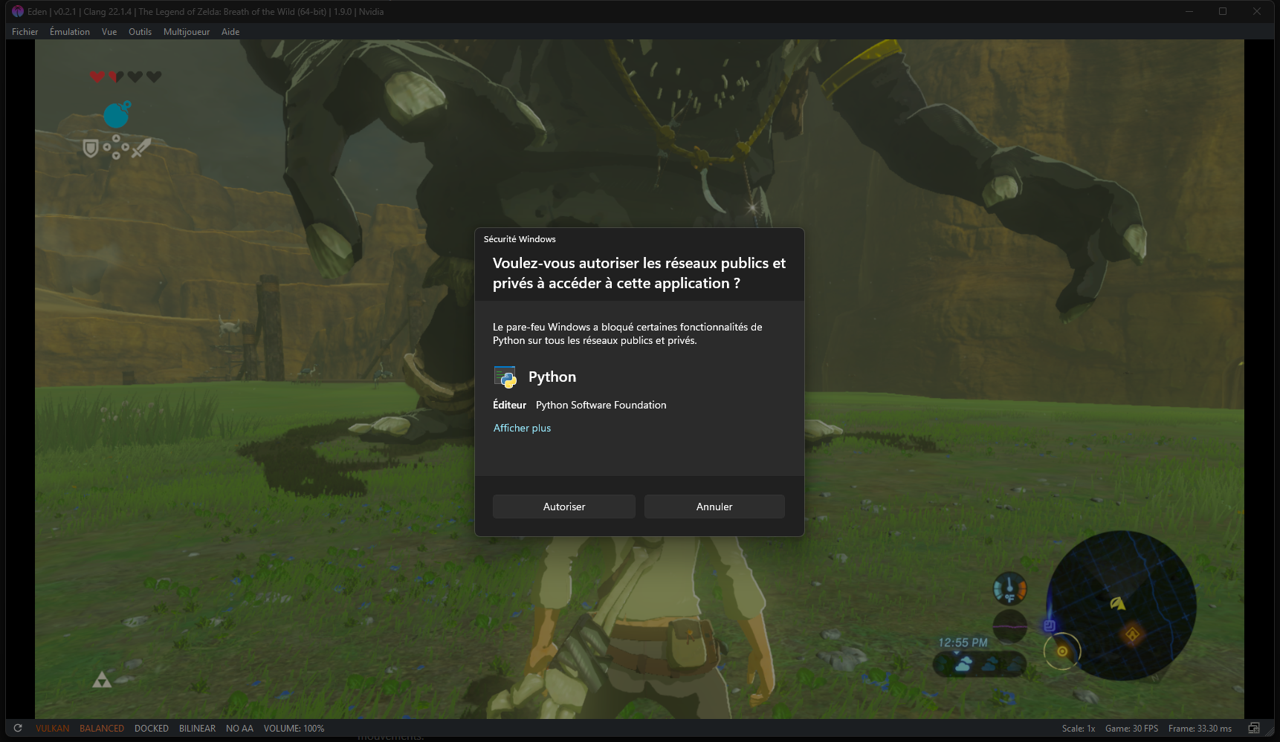 Eden | v0.2.1 | Clang 22.1.4 | The Legend of Zelda: Breath of the Wild (64-bit) | 1.9.0 | Nvidia
Fichier Émulation Vue Outils Multijoueur Aide
Sécurité Windows
Voulez-vous autoriser les réseaux publics et
privés à accéder à cette application ?
Le pare-feu Windows a bloqué certaines fonctionnalités de
Python sur tous les réseaux publics et privés.
Python
Éditeur Python Software Foundation
Afficher plus
Autoriser Annuler
°F
12:55 PM
VULKAN BALANCED DOCKED BILINEAR NO AA VOLUME: 100% Scale: 1x Game: 30 FPS Frame: 33.30 ms
mouvements.